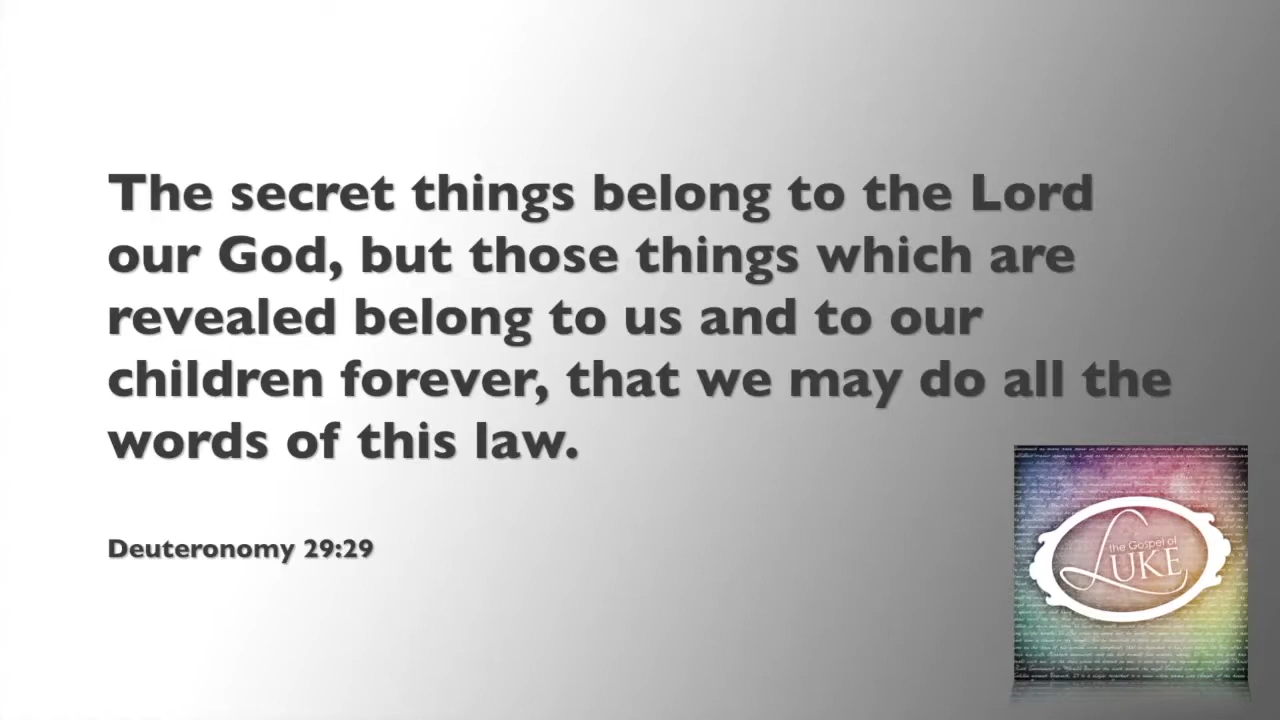 The secret things belong to the Lord
our God, but those things which are
revealed belong to us and to our
children forever, that we may do all the
words of this law.
Deuteronomy 29:29
the Gospel of
LUKE